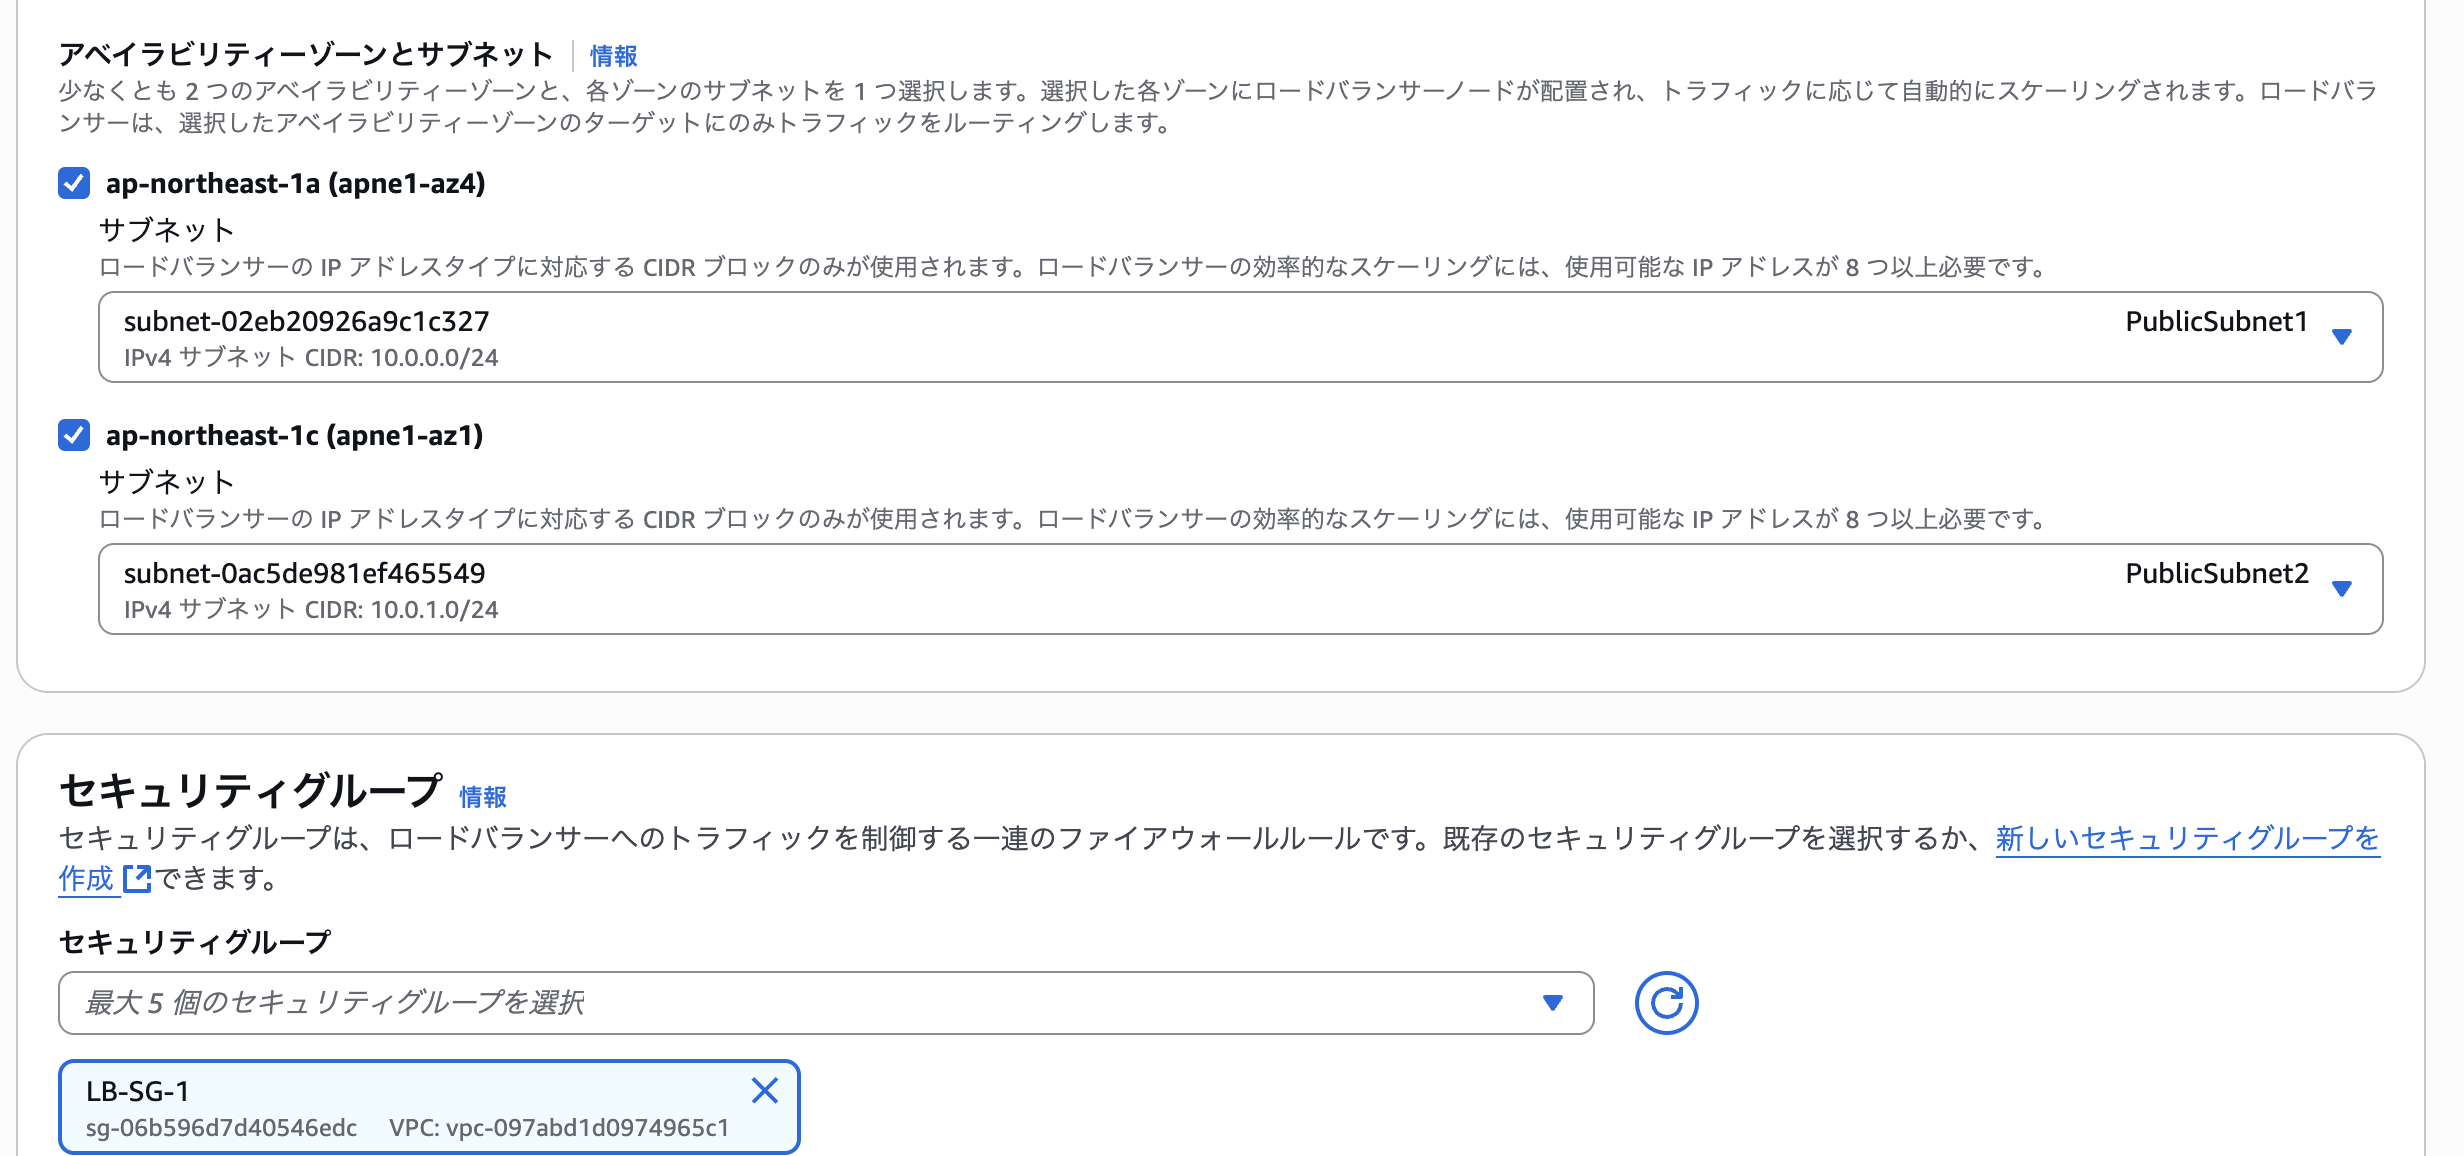 アベイラビリティーゾーンとサブネット 情報
少なくとも 2 つのアベイラビリティーゾーンと、各ゾーンのサブネットを 1 つ選択します。選択した各ゾーンにロードバランサーノードが配置され、トラフィックに応じて自動的にスケーリングされます。ロードバラ
ンサーは、選択したアベイラビリティーゾーンのターゲットにのみトラフィックをルーティングします。
ap-northeast-1a (apne1-az4)
サブネット
ロードバランサーの IP アドレスタイプに対応する CIDR ブロックのみが使用されます。ロードバランサーの効率的なスケーリングには、使用可能な IP アドレスが 8 つ以上必要です。
subnet-02eb20926a9c1c327 PublicSubnet1
IPv4 サブネット CIDR: 10.0.0.0/24
ap-northeast-1c (apne1-az1)
サブネット
ロードバランサーの IP アドレスタイプに対応する CIDR ブロックのみが使用されます。ロードバランサーの効率的なスケーリングには、使用可能な IP アドレスが 8 つ以上必要です。
subnet-0ac5de981ef465549 PublicSubnet2
IPv4 サブネット CIDR: 10.0.1.0/24
セキュリティグループ 情報
セキュリティグループは、ロードバランサーへのトラフィックを制御する一連のファイアウォールルールです。既存のセキュリティグループを選択するか、新しいセキュリティグループを
作成できます。
セキュリティグループ
最大 5 個のセキュリティグループを選択
LB-SG-1
sg-06b596d7d40546edc VPC: vpc-097abd1d0974965c1